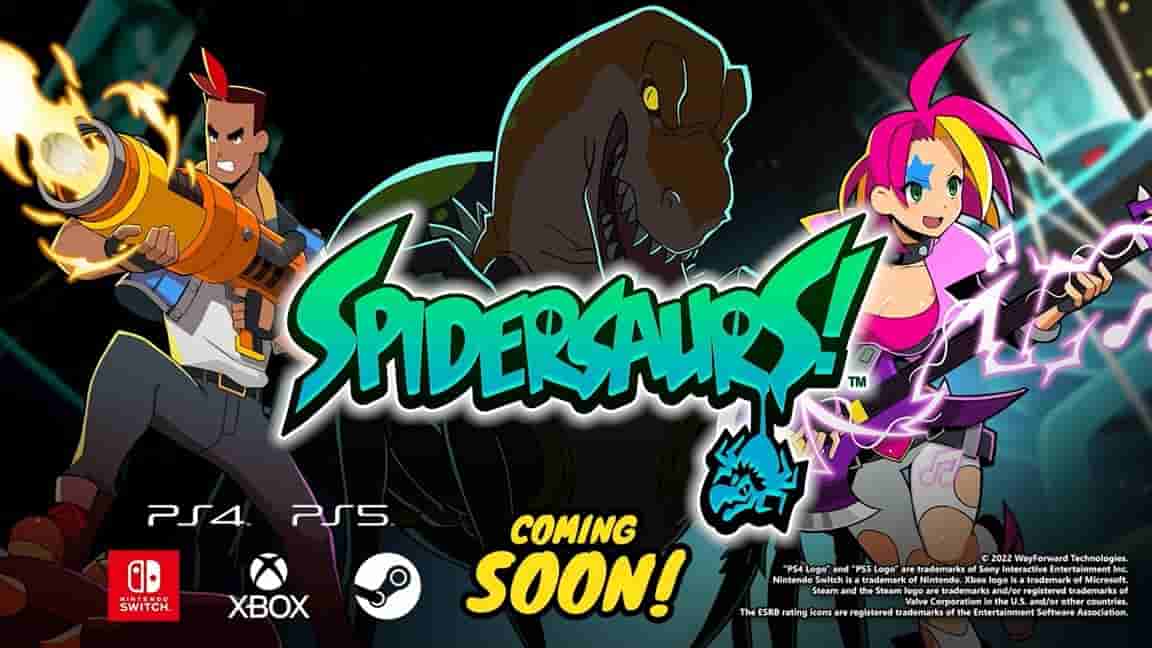 SPIDERSAURS!
TM
PS4 PS5
NINTENDO
SWITCH
XBOX
COMING
SOON!
© 2022 WayForward Technologies.
"PS4 Logo" and "PS5 Logo" are trademarks of Sony Interactive Entertainment Inc.
Nintendo Switch is a trademark of Nintendo. Xbox logo is a trademark of Microsoft.
Steam and the Steam logo are trademarks and/or registered trademarks of
Valve Corporation in the U.S. and/or other countries.
The ESRB rating icons are registered trademarks of the Entertainment Software Association.